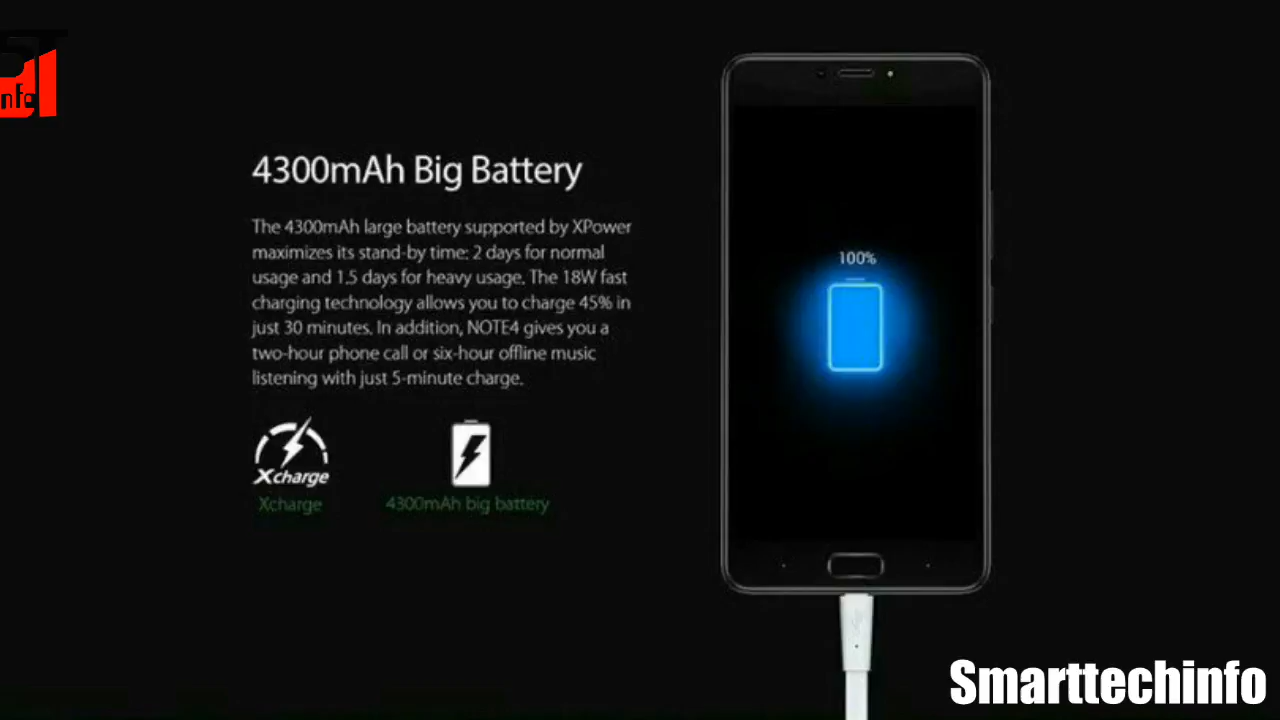 nfo
4300mAh Big Battery
The 4300mAh large battery supported by XPower
maximizes its stand-by time: 2 days for normal
usage and 1.5 days for heavy usage. The 18W fast
charging technology allows you to charge 45% in
just 30 minutes. In addition, NOTE4 gives you a
two-hour phone call or six-hour offline music
listening with just 5-minute charge.
100%
Xcharge
Xcharge
4300mAh big battery
Smarttechinfo